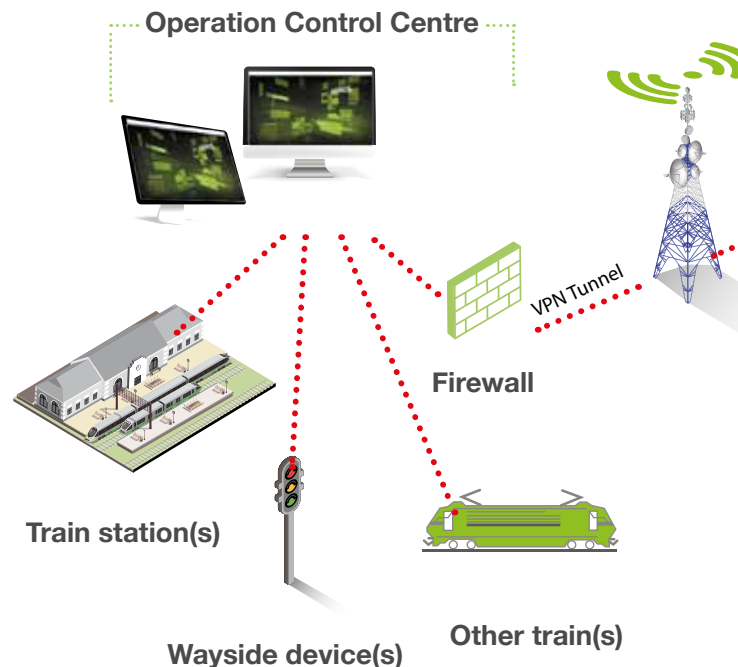 Operation Control Centre
VPN Tunnel
Firewall
Train station(s)
Other train(s)
Wayside device(s)